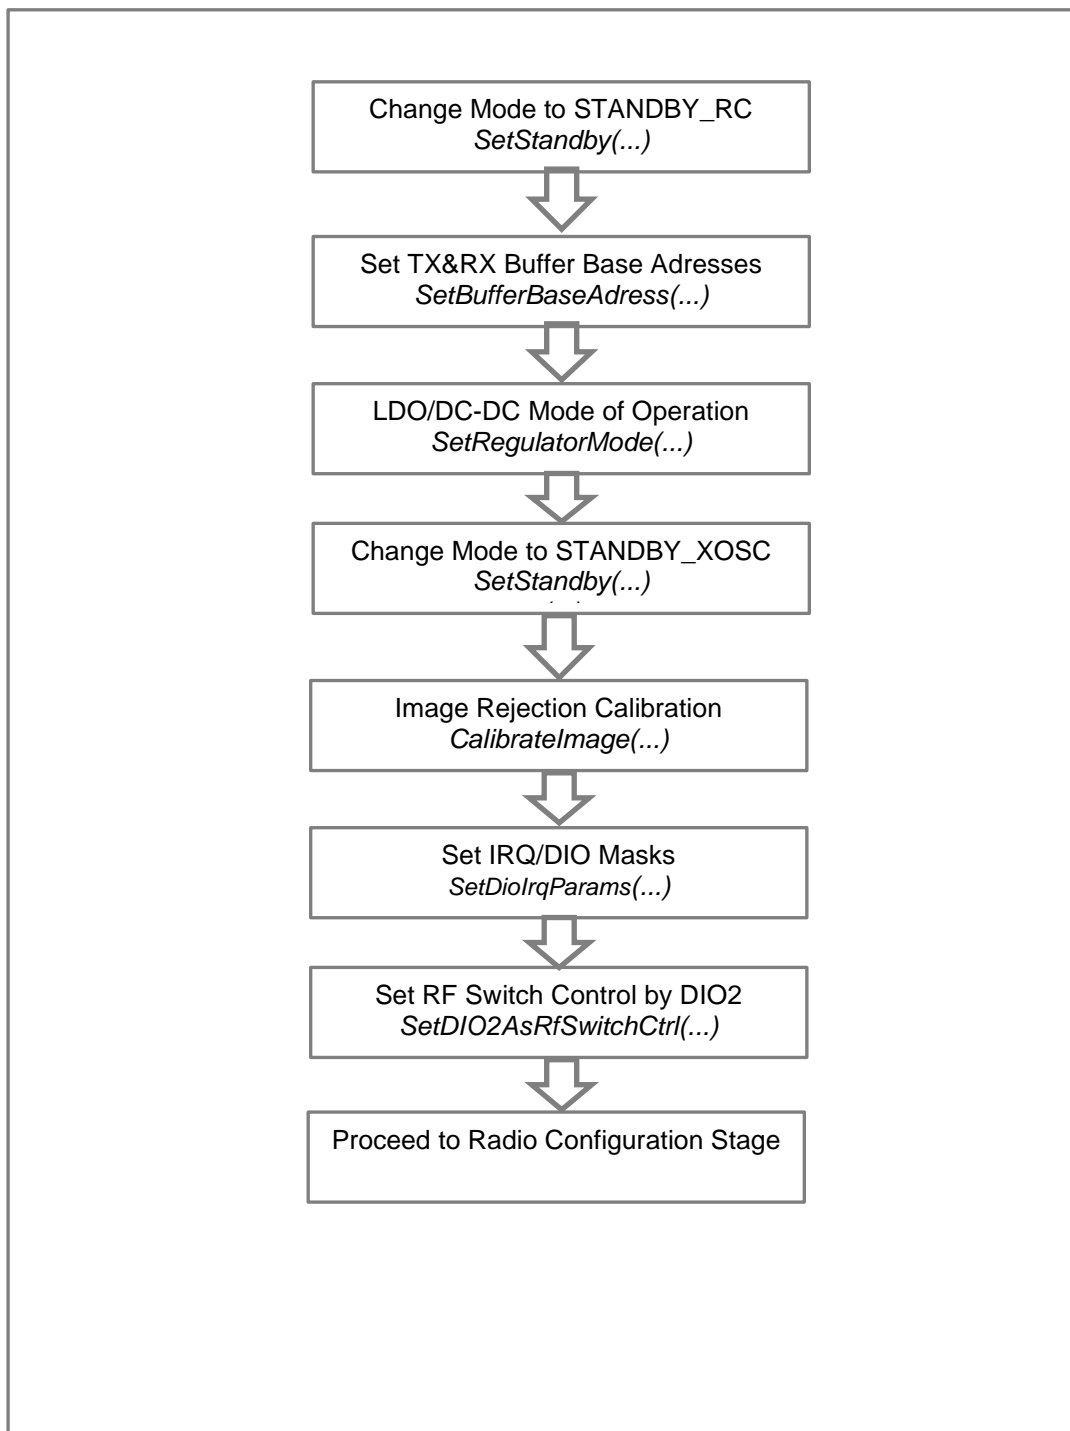 Change Mode to STANDBY_RC
SetStandby(...)
Set TX&RX Buffer Base Adresses
SetBufferBaseAdress(...)
LDO/DC-DC Mode of Operation
SetRegulatorMode(...)
Change Mode to STANDBY_XOSC
SetStandby(...)
Image Rejection Calibration
CalibrateImage(...)
Set IRQ/DIO Masks
SetDioIrqParams(...)
Set RF Switch Control by DIO2
SetDIO2AsRfSwitchCtrl(...)
Proceed to Radio Configuration Stage